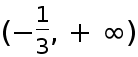 (−1/3, + ∞)